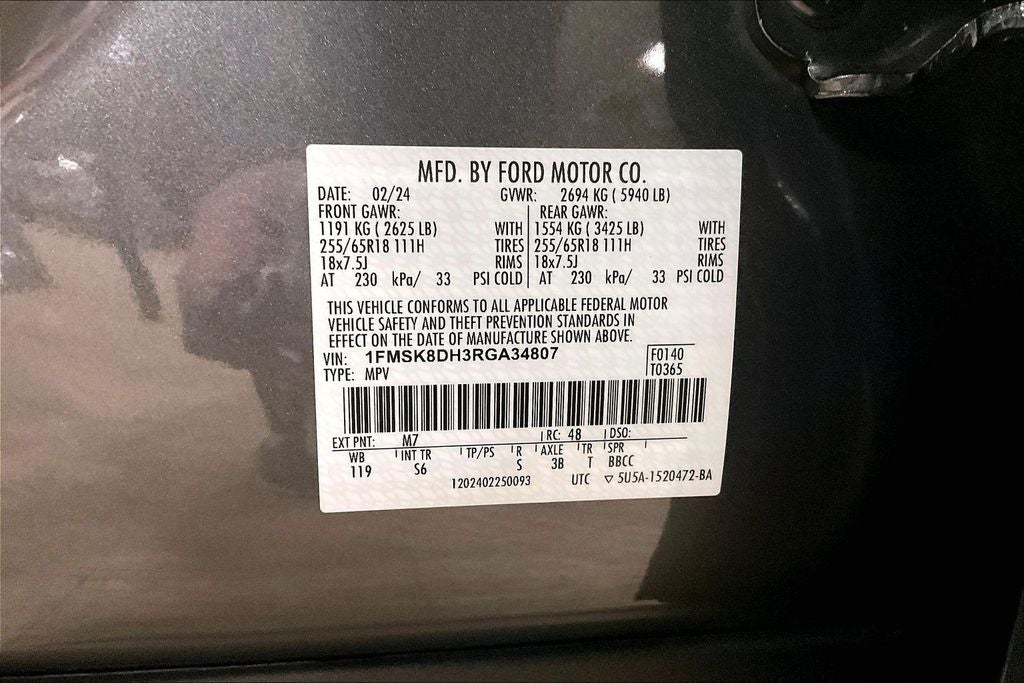 MFD. BY FORD MOTOR CO.
DATE: 02/24 GVWR: 2694 KG ( 5940 LB)
FRONT GAWR: REAR GAWR:
1191 KG ( 2625 LB) WITH 1554 KG ( 3425 LB) WITH
255/65R18 111H TIRES 255/65R18 111H TIRES
18x7.5J RIMS 18x7.5J RIMS
AT 230 kPa/ 33 PSI COLD AT 230 kPa/ 33 PSI COLD
THIS VEHICLE CONFORMS TO ALL APPLICABLE FEDERAL MOTOR
VEHICLE SAFETY AND THEFT PREVENTION STANDARDS IN
EFFECT ON THE DATE OF MANUFACTURE SHOWN ABOVE.
VIN: 1FMSK8DH3RGA34807 F0140
TYPE: MPV T0365
EXT PNT: M7 RC: 48 DSO:
WB INT TR TP/PS R AXLE TR SPR
119 S6 S 3B T BBCC
1202402250093 UTC ▽ 5U5A-1520472-BA